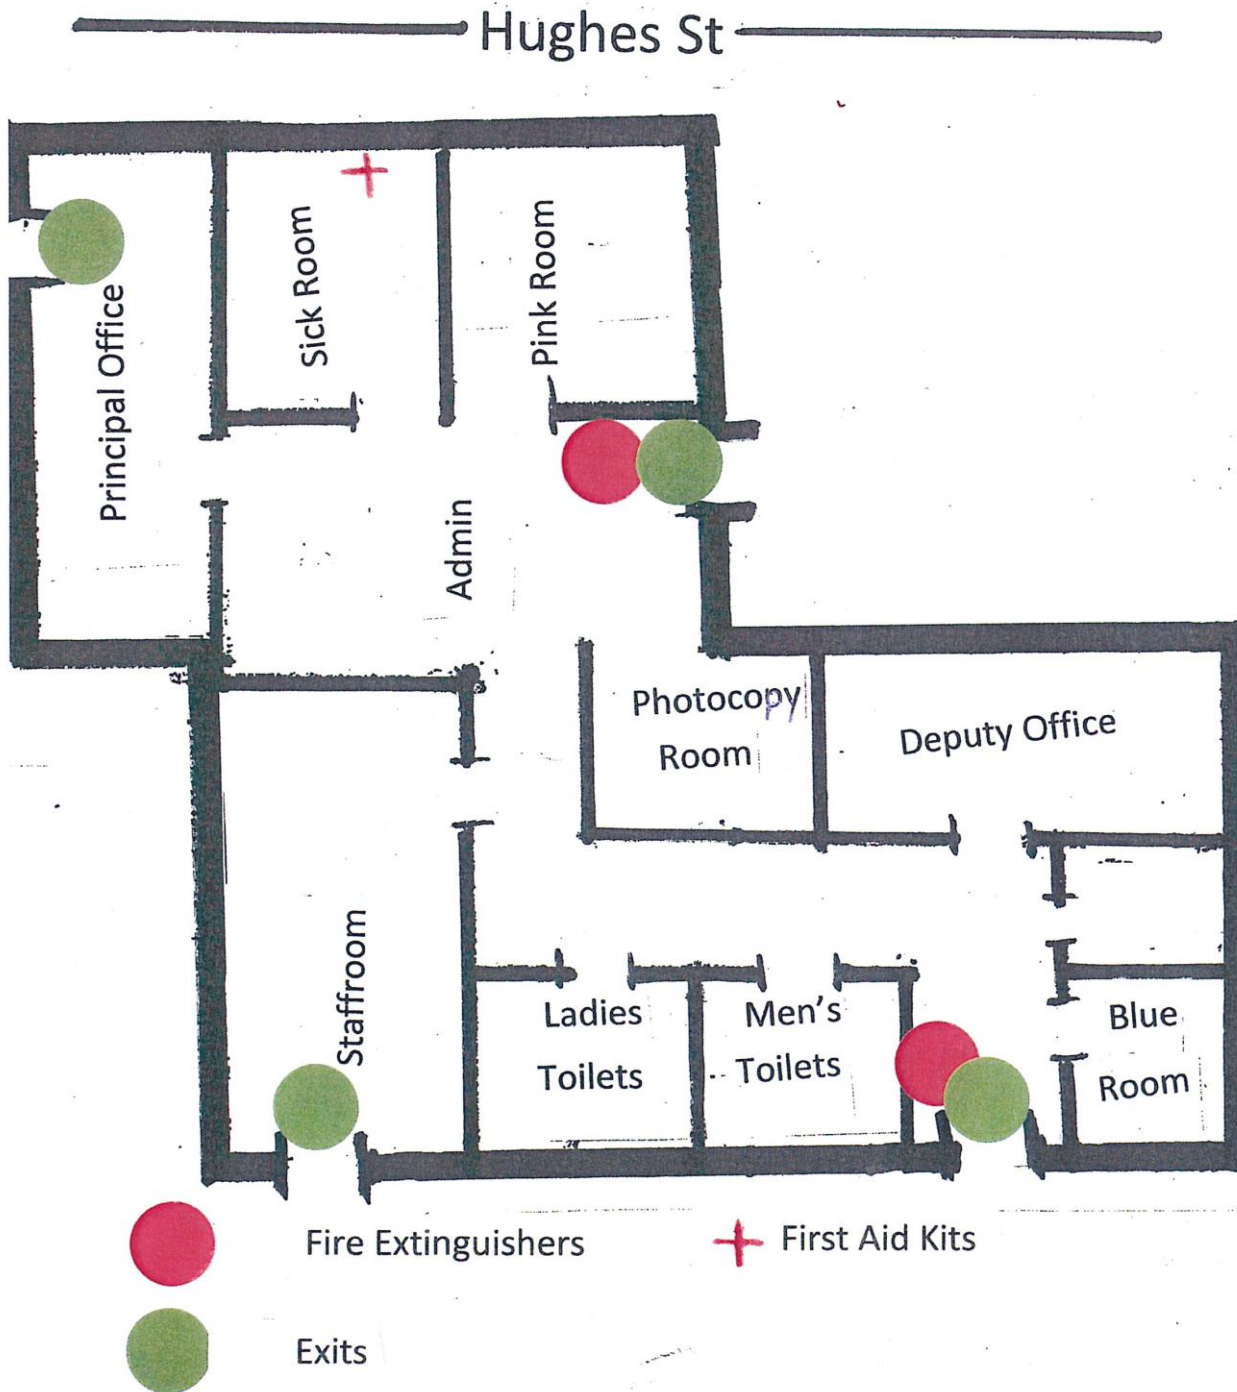 Hughes St
Principal Office
Sick Room
Pink Room
Admin
Photocopy
Room
Deputy Office
Staffroom
Ladies
Toilets
Men's
Toilets
Blue
Room
Fire Extinguishers
First Aid Kits
Exits